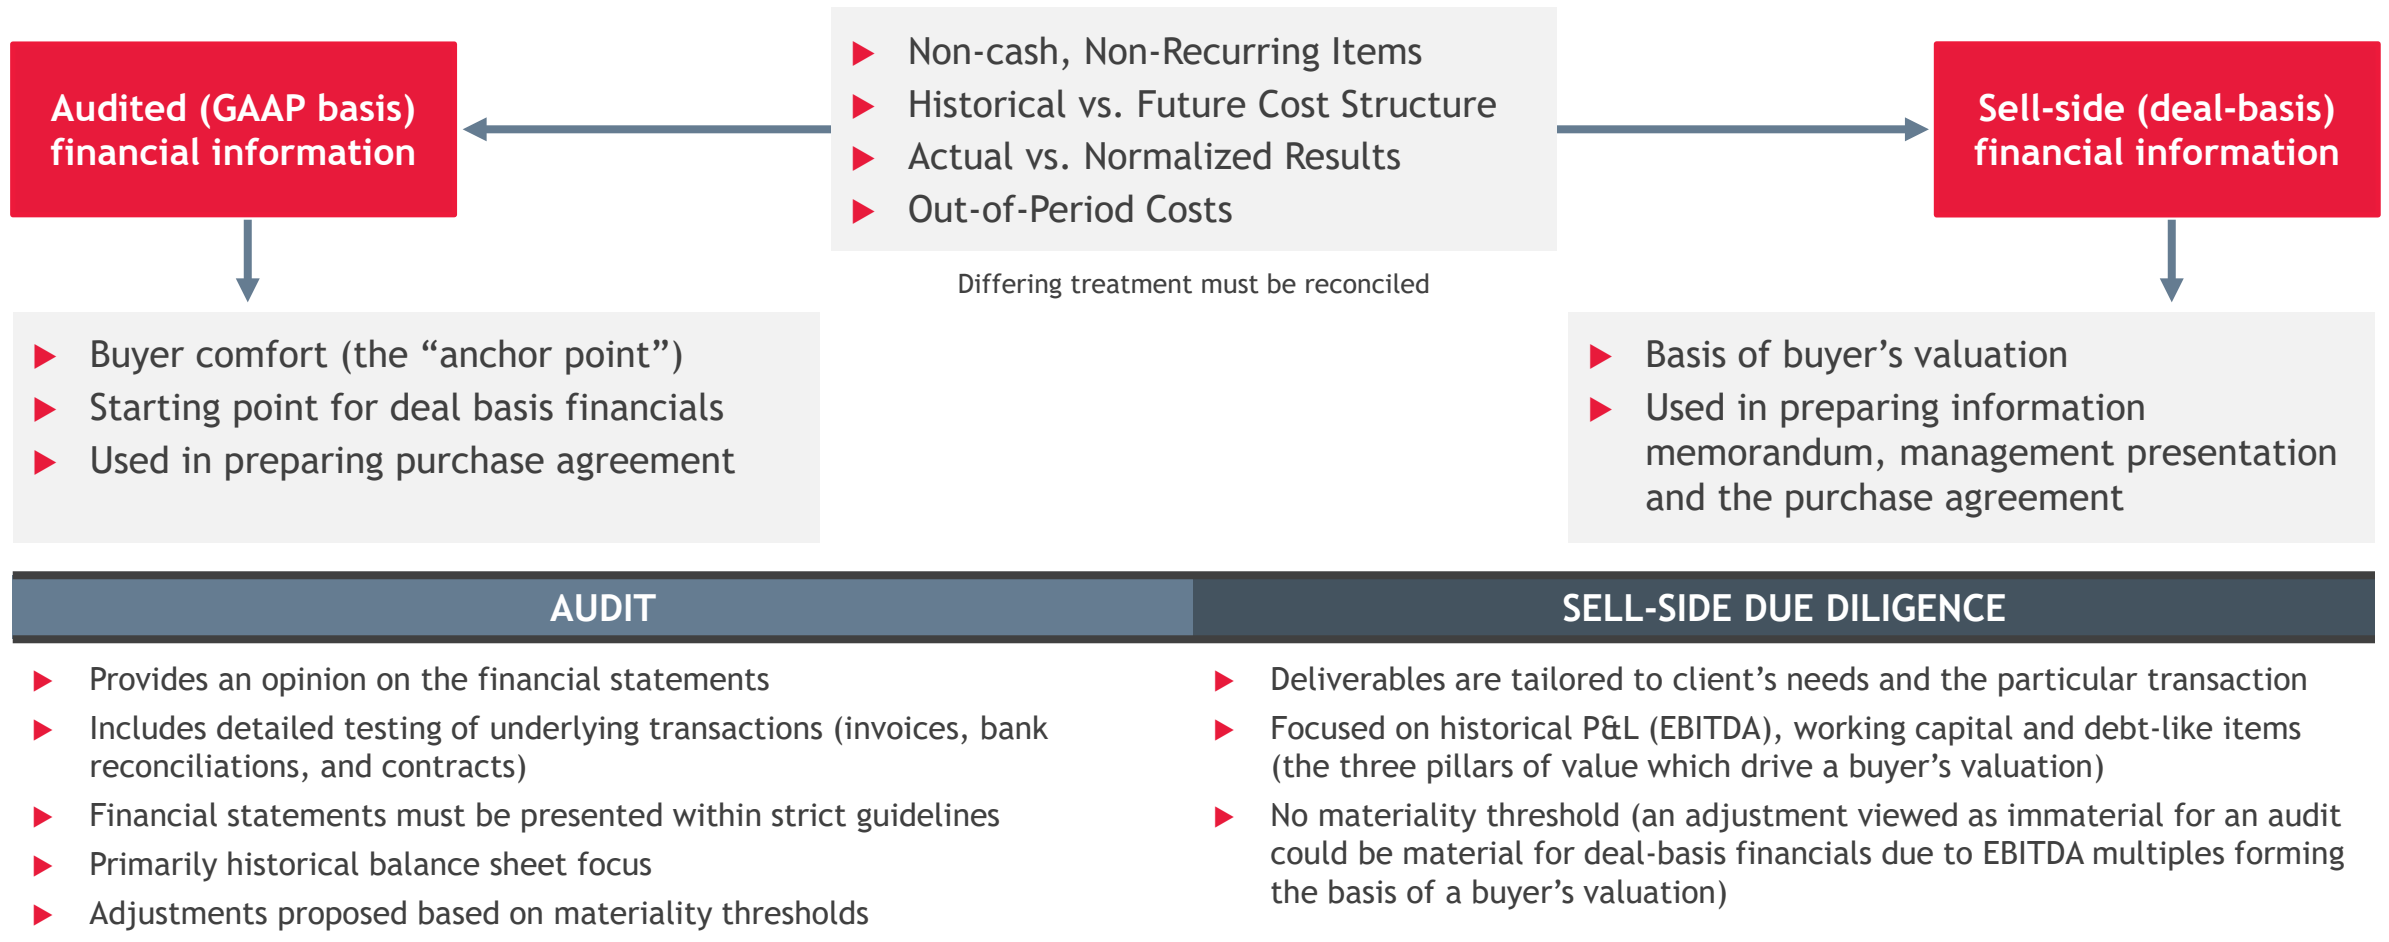 Audited (GAAP basis)
financial information
Non-cash, Non-Recurring Items
Historical vs. Future Cost Structure
Actual vs. Normalized Results
Out-of-Period Costs
Sell-side (deal-basis)
financial information
Differing treatment must be reconciled
Buyer comfort (the “anchor point”)
Starting point for deal basis financials
Used in preparing purchase agreement
Basis of buyer’s valuation
Used in preparing information
memorandum, management presentation
and the purchase agreement
AUDIT
Provides an opinion on the financial statements
Includes detailed testing of underlying transactions (invoices, bank
reconciliations, and contracts)
Financial statements must be presented within strict guidelines
Primarily historical balance sheet focus
Adjustments proposed based on materiality thresholds
SELL-SIDE DUE DILIGENCE
Deliverables are tailored to client’s needs and the particular transaction
Focused on historical P&L (EBITDA), working capital and debt-like items
(the three pillars of value which drive a buyer’s valuation)
No materiality threshold (an adjustment viewed as immaterial for an audit
could be material for deal-basis financials due to EBITDA multiples forming
the basis of a buyer’s valuation)